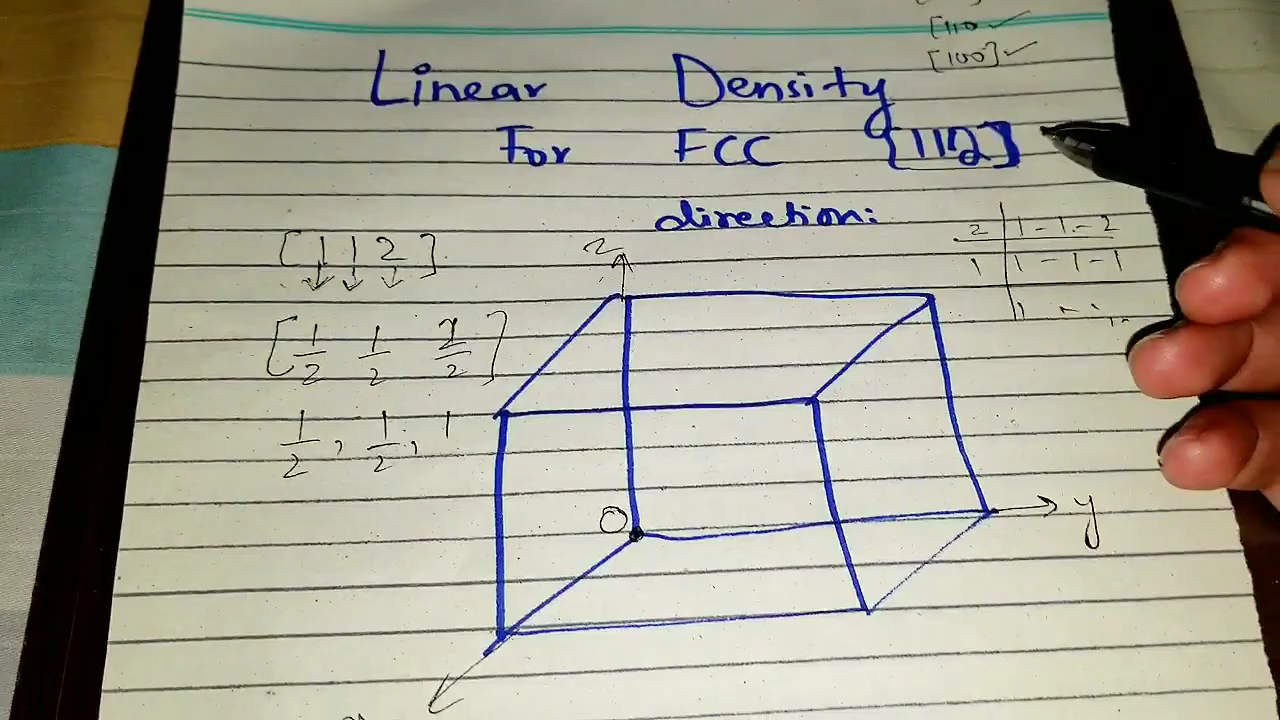 [110 ✓
[100] ✓
Linear Density
For FCC [112]
direction:
[1 1 2]
[1/2 1/2 2/2]
1/2, 1/2, 1
2 | 1 - 1 - 2
1 | 1 - 1 - 1
z
O
y